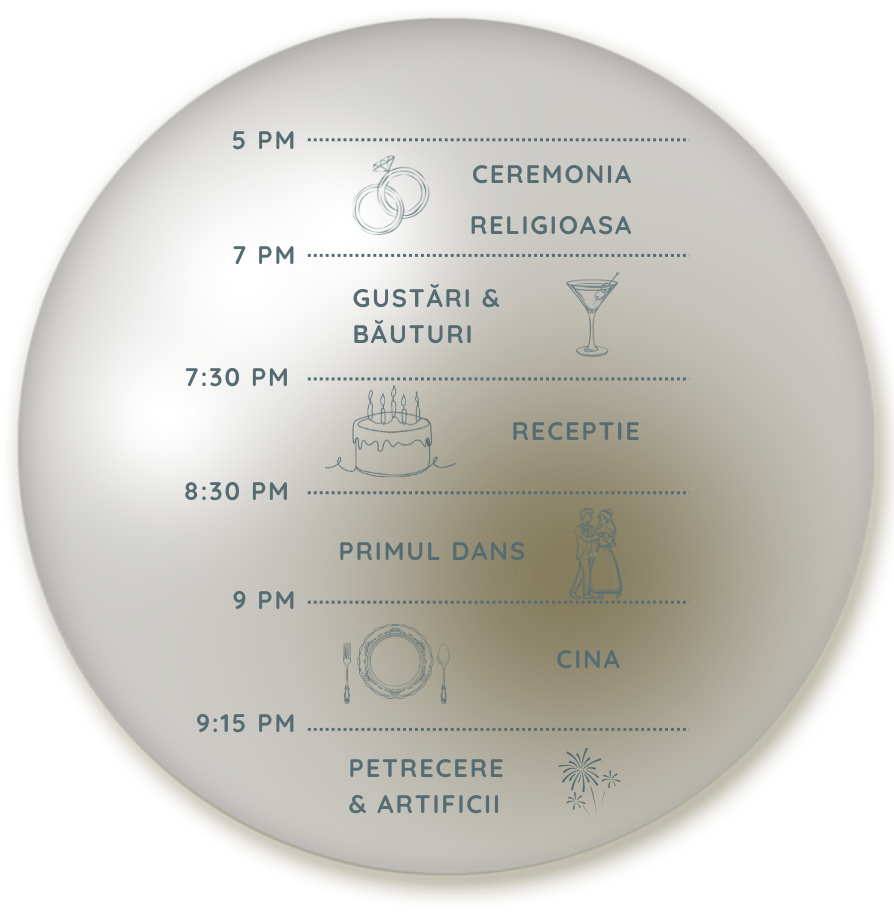 5 PM
CEREMONIA
RELIGIOASA
7 PM
GUSTĂRI &
BĂUTURI
7:30 PM
RECEPTIE
8:30 PM
PRIMUL DANS
9 PM
CINA
9:15 PM
PETRECERE
& ARTIFICII